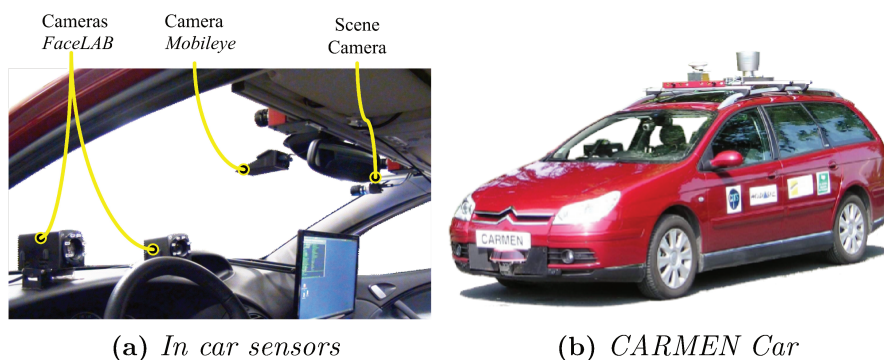 Cameras
FaceLAB
Camera
Mobileye
Scene
Camera
CARMEN
(a) In car sensors
(b) CARMEN Car